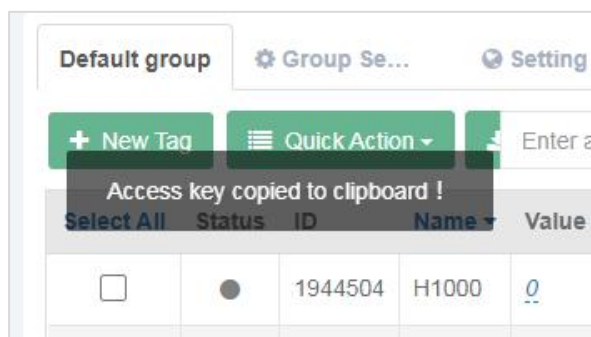 Default group Group Se... Setting
+ New Tag Quick Action Enter a
Access key copied to clipboard !
Select All Status ID Name Value
1944504 H1000 0